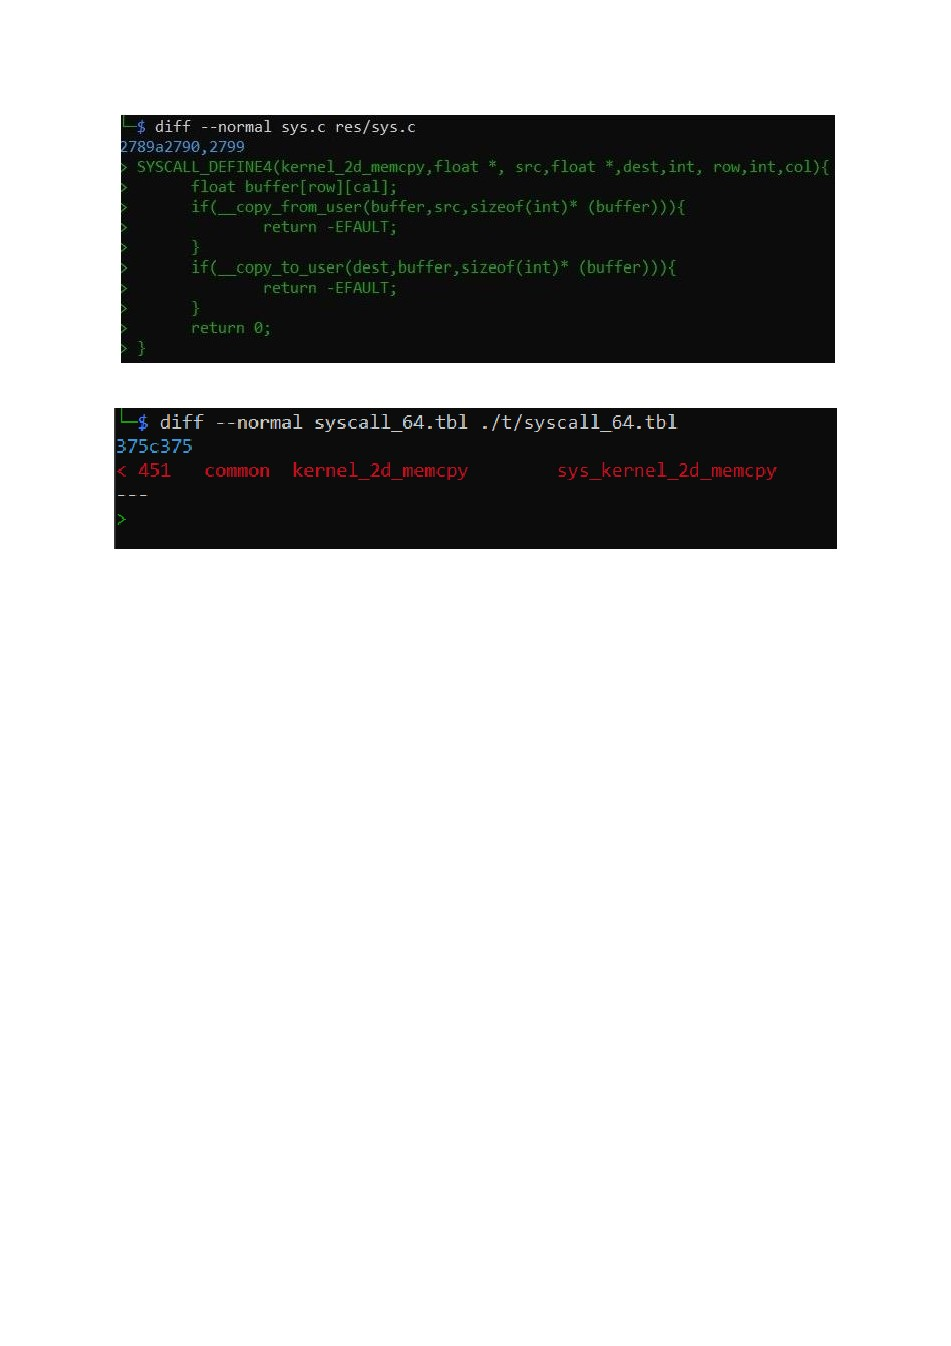 └─$ diff --normal sys.c res/sys.c
2789a2790,2799
> SYSCALL_DEFINE4(kernel_2d_memcpy,float *, src,float *,dest,int, row,int,col){
>       float buffer[row][cal];
>       if(__copy_from_user(buffer,src,sizeof(int)* (buffer))){
>               return -EFAULT;
>       }
>       if(__copy_to_user(dest,buffer,sizeof(int)* (buffer))){
>               return -EFAULT;
>       }
>       return 0;
> }
└─$ diff --normal syscall_64.tbl ./t/syscall_64.tbl
375c375
< 451   common  kernel_2d_memcpy        sys_kernel_2d_memcpy
---
>